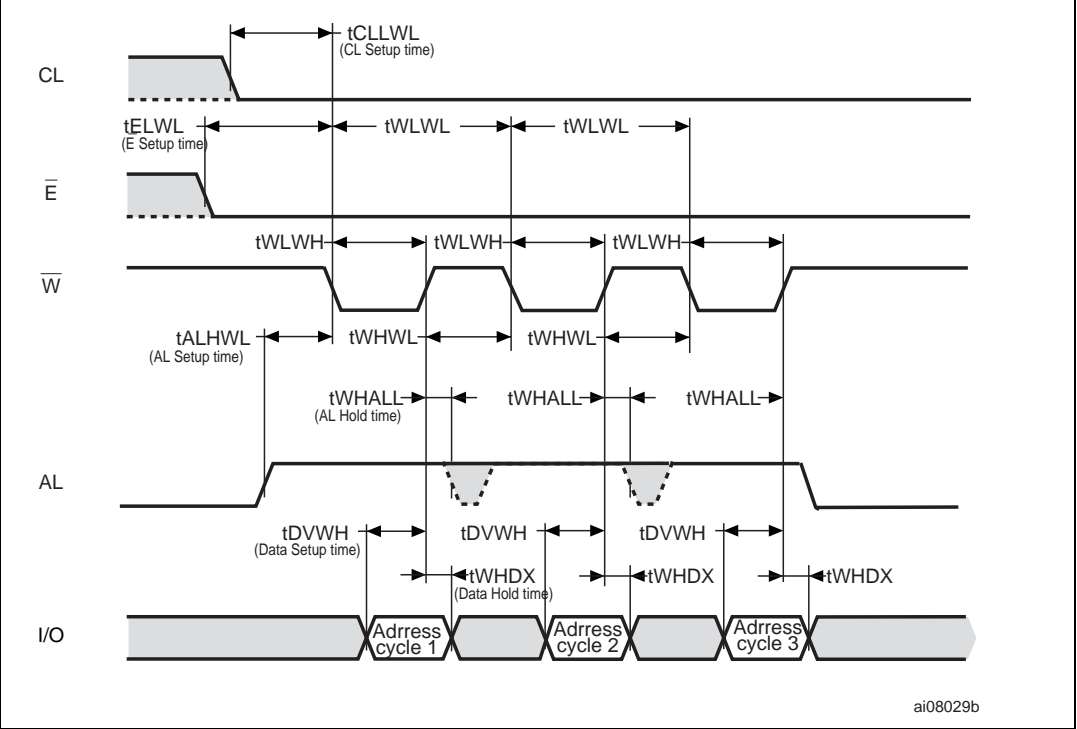 tCLLWL
(CL Setup time)
CL
tELWL
(E Setup time)
tWLWL
tWLWL
E
tWLWH
tWLWH
tWLWH
W
tALHWL
(AL Setup time)
tWHWL
tWHWL
tWHALL
(AL Hold time)
tWHALL
tWHALL
AL
tDVWH
(Data Setup time)
tDVWH
tDVWH
tWHDX
(Data Hold time)
tWHDX
tWHDX
I/O
Adrress
cycle 1
Adrress
cycle 2
Adrress
cycle 3
ai08029b